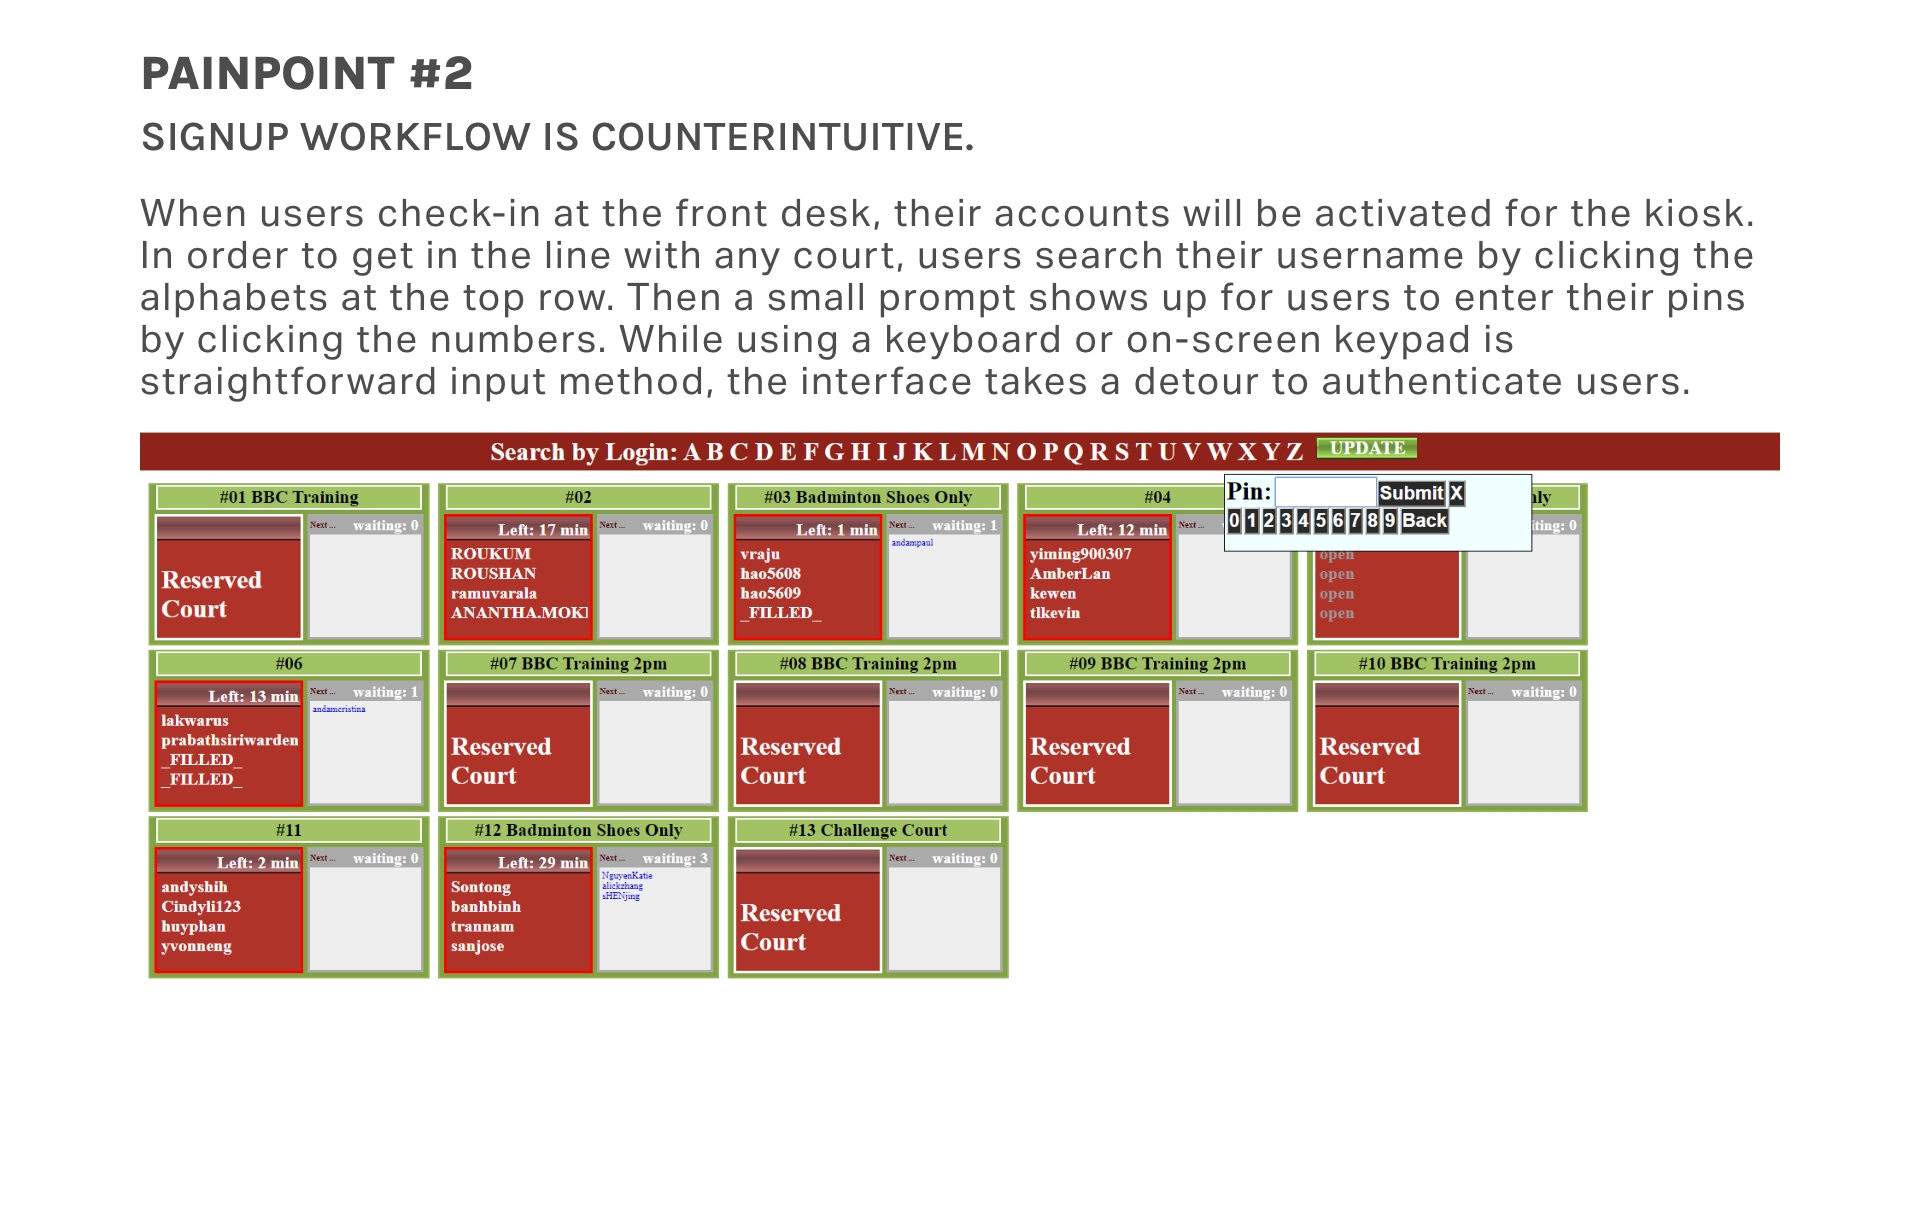 PAINPOINT #2
SIGNUP WORKFLOW IS COUNTERINTUITIVE.
When users check-in at the front desk, their accounts will be activated for the kiosk.
In order to get in the line with any court, users search their username by clicking the
alphabets at the top row. Then a small prompt shows up for users to enter their pins
by clicking the numbers. While using a keyboard or on-screen keypad is
straightforward input method, the interface takes a detour to authenticate users.
Search by Login: A B C D E F G H I J K L M N O P Q R S T U V W X Y Z UPDATE
Pin: Submit X
0 1 2 3 4 5 6 7 8 9 Back
#01 BBC Training
Next ... waiting: 0
Reserved
Court
#02
Left: 17 min
Next ... waiting: 0
ROUKUM
ROUSHAN
ramuvarala
#03 Badminton Shoes Only
Left: 1 min
Next ... waiting: 1
vraju
hao5608
hao5609
_FILLED_
andampaul
#04
Left: 12 min
Next ...
yiming900307
AmberLan
kewen
tlkevin
open
open
open
open
#06
Left: 13 min
Next ... waiting: 1
lakwarus
prabathsiriwarden
_FILLED_
_FILLED_
andamcristina
#07 BBC Training 2pm
Next ... waiting: 0
Reserved
Court
#08 BBC Training 2pm
Next ... waiting: 0
Reserved
Court
#09 BBC Training 2pm
Next ... waiting: 0
Reserved
Court
#10 BBC Training 2pm
Next ... waiting: 0
Reserved
Court
#11
Left: 2 min
Next ... waiting: 0
andyshih
Cindyli123
huyphan
yvonneng
#12 Badminton Shoes Only
Left: 29 min
Next ... waiting: 3
Sontong
banhbinh
trannam
sanjose
NguyenKatie
alickzhang
sHENjing
#13 Challenge Court
Next ... waiting: 0
Reserved
Court